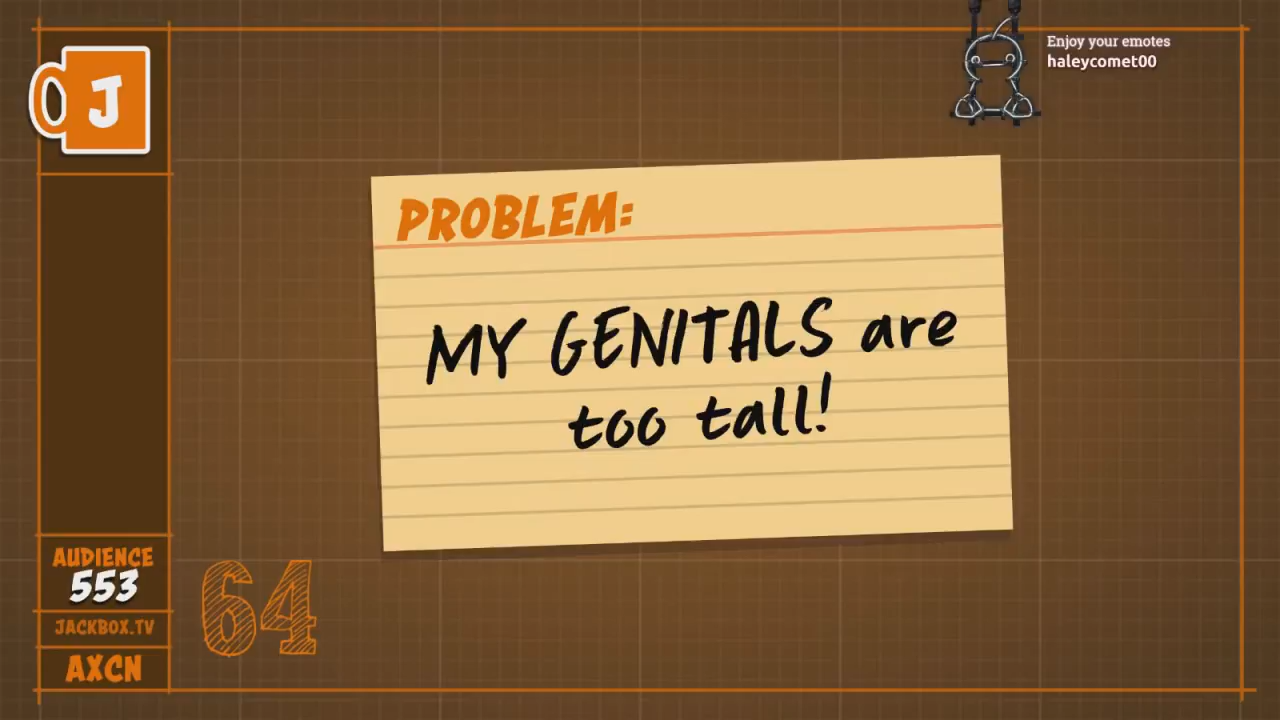 J
Enjoy your emotes
haleycomet00
PROBLEM:
MY GENITALS are
too tall!
AUDIENCE
553
JACKBOX.TV
AXCN
64